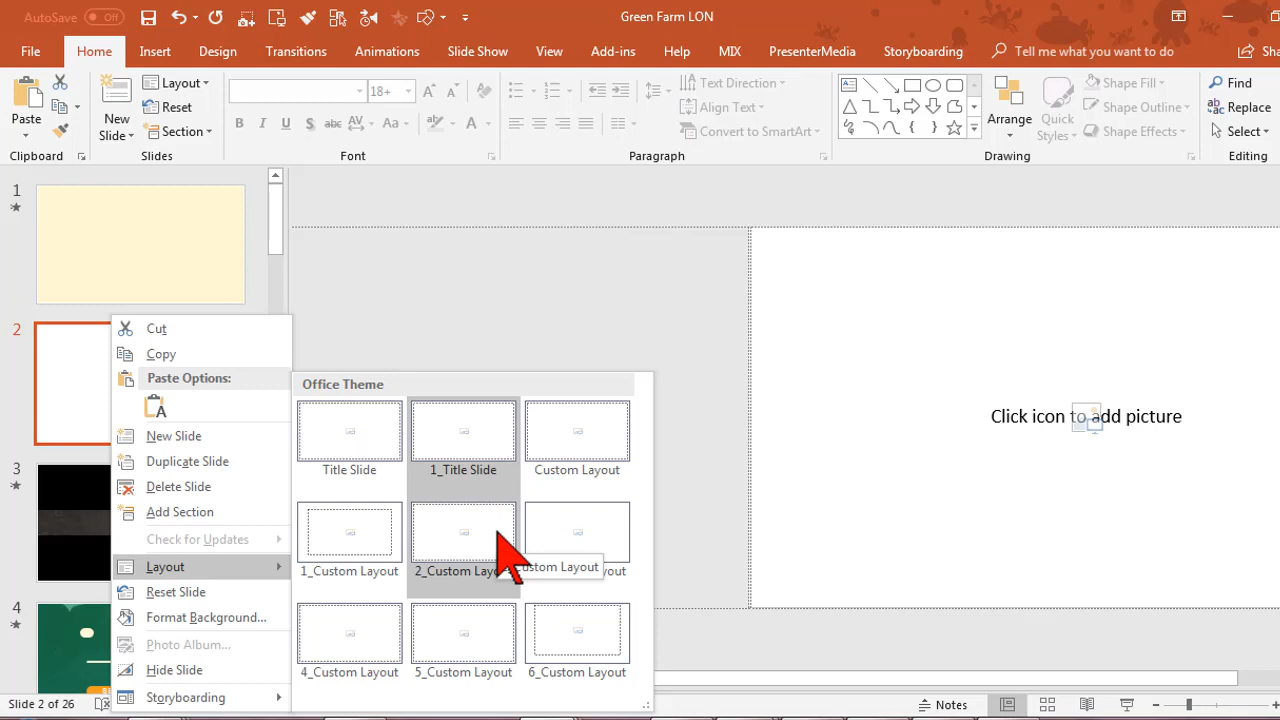 AutoSave Off Green Farm LON
File Home Insert Design Transitions Animations Slide Show View Add-ins Help MIX PresenterMedia Storyboarding Tell me what you want to do Sha
Paste New Slide Layout Reset Section 18+ Text Direction Align Text Convert to SmartArt Arrange Quick Styles Shape Fill Shape Outline Shape Effects Find Replace Select
B I U S abc AV Aa A
Clipboard Slides Font Paragraph Drawing Editing
1
2
3
4
Cut
Copy
Paste Options:
New Slide
Duplicate Slide
Delete Slide
Add Section
Check for Updates
Layout
Reset Slide
Format Background...
Photo Album...
Hide Slide
Storyboarding
Office Theme
Title Slide 1_Title Slide Custom Layout
1_Custom Layout 2_Custom Layout
4_Custom Layout 5_Custom Layout 6_Custom Layout
Click icon to add picture
Slide 2 of 26 Notes